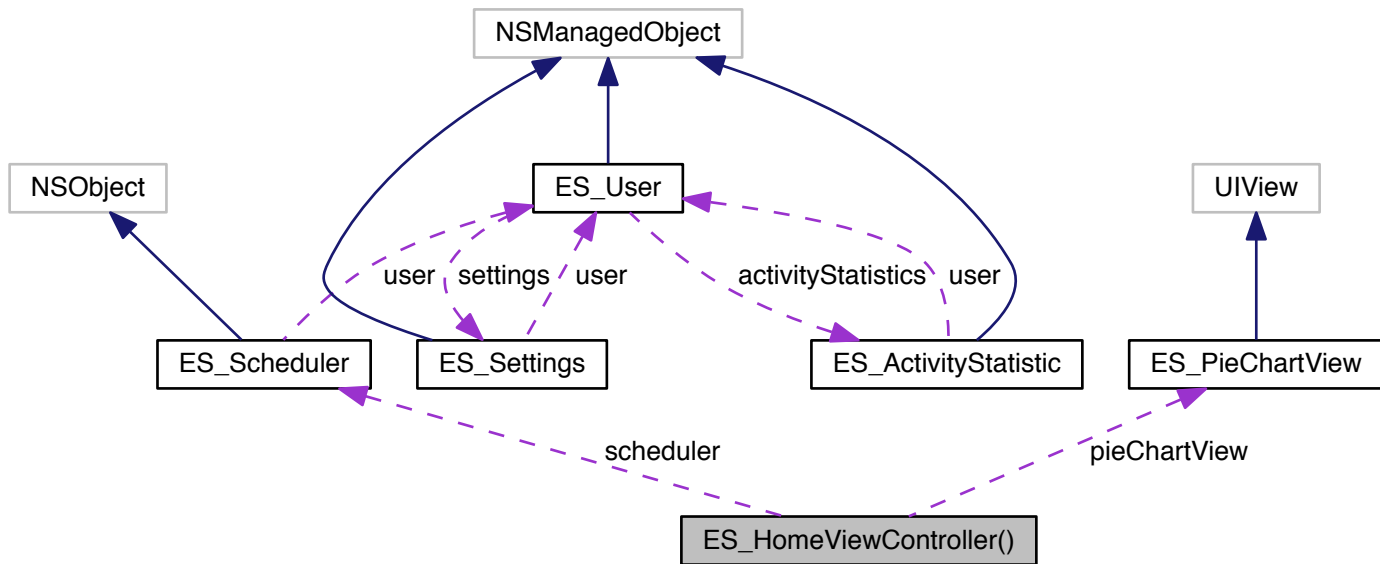 NSManagedObject
NSObject
ES_User
UIView
user
settings
user
activityStatistics
user
ES_Scheduler
ES_Settings
ES_ActivityStatistic
ES_PieChartView
scheduler
pieChartView
ES_HomeViewController()